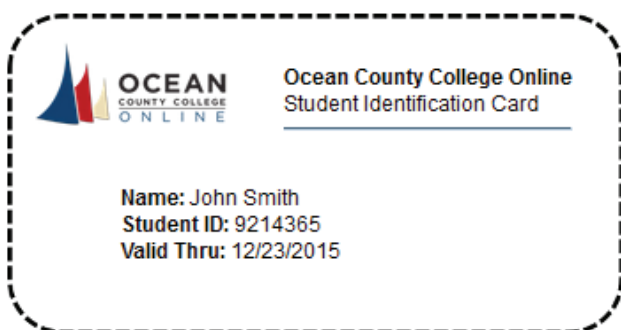 OCEAN
COUNTY COLLEGE
ONLINE
Ocean County College Online
Student Identification Card
Name: John Smith
Student ID: 9214365
Valid Thru: 12/23/2015